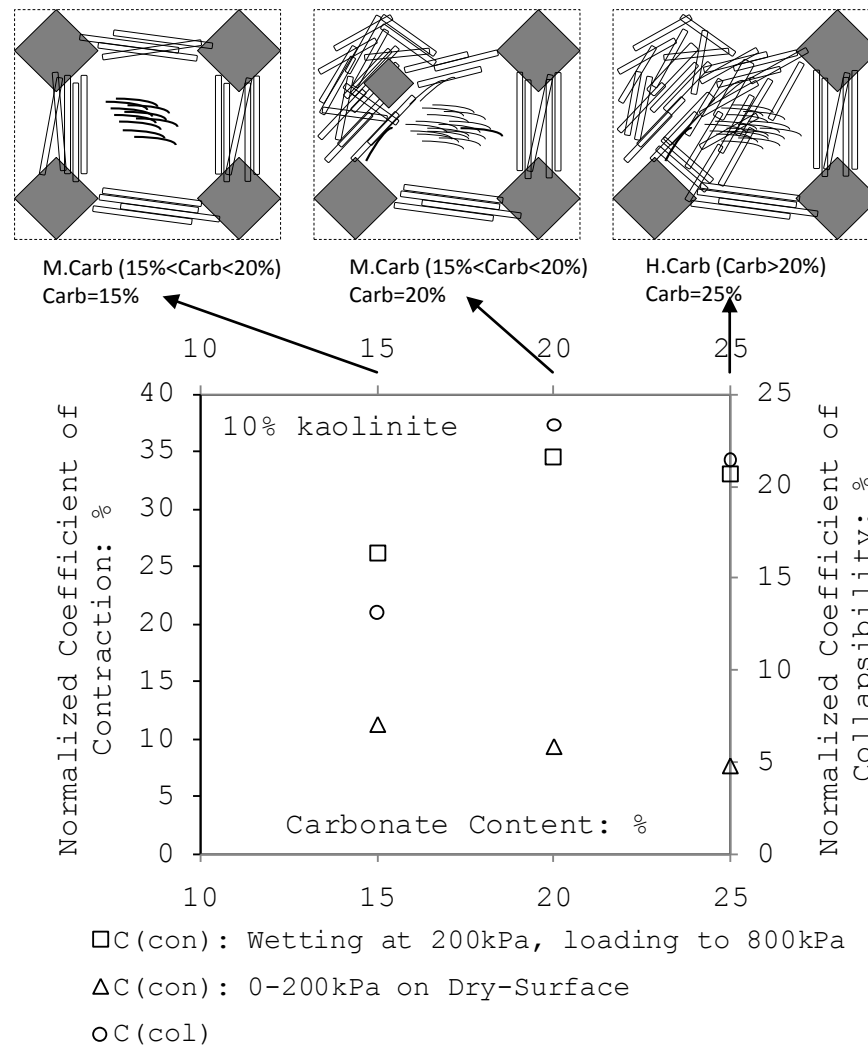 M.Carb (15%<Carb<20%)
Carb=15%
M.Carb (15%<Carb<20%)
Carb=20%
H.Carb (Carb>20%)
Carb=25%
10 15 20 25
40
35
30
25
20
15
10
5
0
Normalized Coefficient of
Contraction: %
10% kaolinite
Carbonate Content: %
25
20
15
10
5
0
Normalized Coefficient of
Collapsibility: %
10 15 20 25
C(con): Wetting at 200kPa, loading to 800kPa
C(con): 0-200kPa on Dry-Surface
C(col)